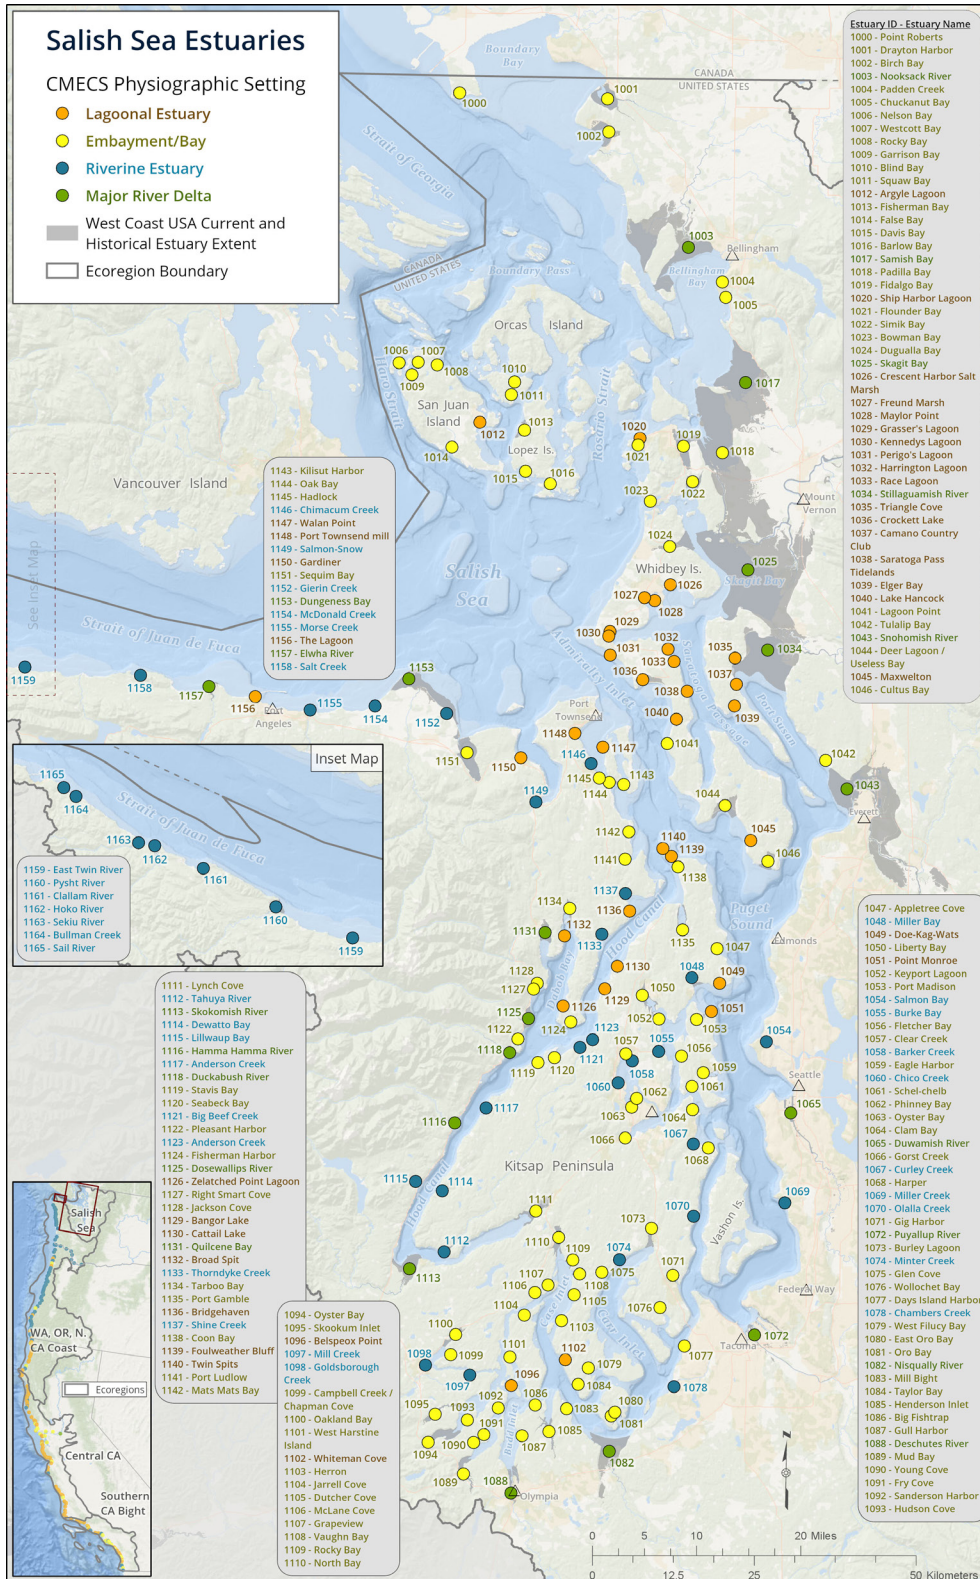 Salish Sea Estuaries
CMECS Physiographic Setting
Lagoonal Estuary
Embayment/Bay
Riverine Estuary
Major River Delta
West Coast USA Current and
Historical Estuary Extent
Ecoregion Boundary
Estuary ID - Estuary Name
1000 - Point Roberts
1001 - Drayton Harbor
1002 - Birch Bay
1003 - Nooksack River
1004 - Padden Creek
1005 - Chuckanut Bay
1006 - Nelson Bay
1007 - Westcott Bay
1008 - Rocky Bay
1009 - Garrison Bay
1010 - Blind Bay
1011 - Squaw Bay
1012 - Argyle Lagoon
1013 - Fisherman Bay
1014 - False Bay
1015 - Davis Bay
1016 - Barlow Bay
1017 - Samish Bay
1018 - Padilla Bay
1019 - Fidalgo Bay
1020 - Ship Harbor Lagoon
1021 - Flounder Bay
1022 - Simik Bay
1023 - Bowman Bay
1024 - Dugualla Bay
1025 - Skagit Bay
1026 - Crescent Harbor Salt
Marsh
1027 - Freund Marsh
1028 - Maylor Point
1029 - Grasser's Lagoon
1030 - Kennedys Lagoon
1031 - Perigo's Lagoon
1032 - Harrington Lagoon
1033 - Race Lagoon
1034 - Stillaguamish River
1035 - Triangle Cove
1036 - Crockett Lake
1037 - Camano Country
Club
1038 - Saratoga Pass
Tidelands
1039 - Elger Bay
1040 - Lake Hancock
1041 - Lagoon Point
1042 - Tulalip Bay
1043 - Snohomish River
1044 - Deer Lagoon /
Useless Bay
1045 - Maxwelton
1046 - Cultus Bay
1143 - Kilisut Harbor
1144 - Oak Bay
1145 - Hadlock
1146 - Chimacum Creek
1147 - Walan Point
1148 - Port Townsend mill
1149 - Salmon-Snow
1150 - Gardiner
1151 - Sequim Bay
1152 - Gierin Creek
1153 - Dungeness Bay
1154 - McDonald Creek
1155 - Morse Creek
1156 - The Lagoon
1157 - Elwha River
1158 - Salt Creek
Inset Map
Strait of Juan de Fuca
1165
1164
1163
1162
1161
1160
1159
1159 - East Twin River
1160 - Pysht River
1161 - Clallam River
1162 - Hoko River
1163 - Sekiu River
1164 - Bullman Creek
1165 - Sail River
1047 - Appletree Cove
1048 - Miller Bay
1049 - Doe-Kag-Wats
1050 - Liberty Bay
1051 - Point Monroe
1052 - Keyport Lagoon
1053 - Port Madison
1054 - Salmon Bay
1055 - Burke Bay
1056 - Fletcher Bay
1057 - Clear Creek
1058 - Barker Creek
1059 - Eagle Harbor
1060 - Chico Creek
1061 - Schel-chelb
1062 - Phinney Bay
1063 - Oyster Bay
1064 - Clam Bay
1065 - Duwamish River
1066 - Gorst Creek
1067 - Curley Creek
1068 - Harper
1069 - Miller Creek
1070 - Olalla Creek
1071 - Gig Harbor
1072 - Puyallup River
1073 - Burley Lagoon
1074 - Minter Creek
1075 - Glen Cove
1076 - Wollochet Bay
1077 - Days Island Harbor
1078 - Chambers Creek
1079 - West Filucy Bay
1080 - East Oro Bay
1081 - Oro Bay
1082 - Nisqually River
1083 - Mill Bight
1084 - Taylor Bay
1085 - Henderson Inlet
1086 - Big Fishtrap
1087 - Gull Harbor
1088 - Deschutes River
1089 - Mud Bay
1090 - Young Cove
1091 - Fry Cove
1092 - Sanderson Harbor
1093 - Hudson Cove
1111 - Lynch Cove
1112 - Tahuya River
1113 - Skokomish River
1114 - Dewatto Bay
1115 - Lillwaup Bay
1116 - Hamma Hamma River
1117 - Anderson Creek
1118 - Duckabush River
1119 - Stavis Bay
1120 - Seabeck Bay
1121 - Big Beef Creek
1122 - Pleasant Harbor
1123 - Anderson Creek
1124 - Fisherman Harbor
1125 - Dosewallips River
1126 - Zelatched Point Lagoon
1127 - Right Smart Cove
1128 - Jackson Cove
1129 - Bangor Lake
1130 - Cattail Lake
1131 - Quilcene Bay
1132 - Broad Spit
1133 - Thorndyke Creek
1134 - Tarboo Bay
1135 - Port Gamble
1136 - Bridgehaven
1137 - Shine Creek
1138 - Coon Bay
1139 - Foulweather Bluff
1140 - Twin Spits
1141 - Port Ludlow
1142 - Mats Mats Bay
1094 - Oyster Bay
1095 - Skookum Inlet
1096 - Belspeox Point
1097 - Mill Creek
1098 - Goldsborough
Creek
1099 - Campbell Creek /
Chapman Cove
1100 - Oakland Bay
1101 - West Harstine
Island
1102 - Whiteman Cove
1103 - Herron
1104 - Jarrell Cove
1105 - Dutcher Cove
1106 - McLane Cove
1107 - Grapeview
1108 - Vaughn Bay
1109 - Rocky Bay
1110 - North Bay
Salish
Sea
WA, OR, N.
CA Coast
Ecoregions
Central CA
Southern
CA Bight
Boundary
Bay
CANADA
UNITED STATES
Strait of Georgia
CANADA
UNITED STATES
Boundary Pass
Bellingham
Bellingham
Bay
Orcas Island
Haro Strait
San Juan
Island
Lopez Is.
Rosario Strait
Vancouver Island
Mount
Vernon
Skagit Bay
Whidbey Is.
Salish
Sea
See Inset Map
Strait of Juan de Fuca
Admiralty Inlet
Saratoga Passage
Port Susan
Port
Angeles
Port
Townsend
Everett
Puget
Sound
Edmonds
Hood Canal
Dabob Bay
Seattle
Kitsap Peninsula
Hood Canal
Vashon Is.
Federal Way
Case Inlet
Carr Inlet
Tacoma
Budd Inlet
Olympia
0 5 10 20 Miles
0 12.5 25 50 Kilometers